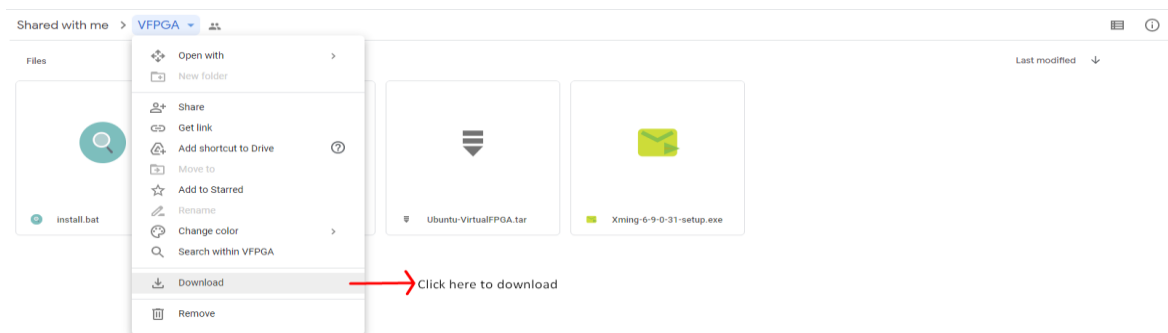 Shared with me > VFPGA
Files
Last modified
Open with
New folder
Share
Get link
Add shortcut to Drive
Move to
Add to Starred
Rename
Change color
Search within VFPGA
Download
Remove
install.bat
Ubuntu-VirtualFPGA.tar
Xming-6-9-0-31-setup.exe
Click here to download